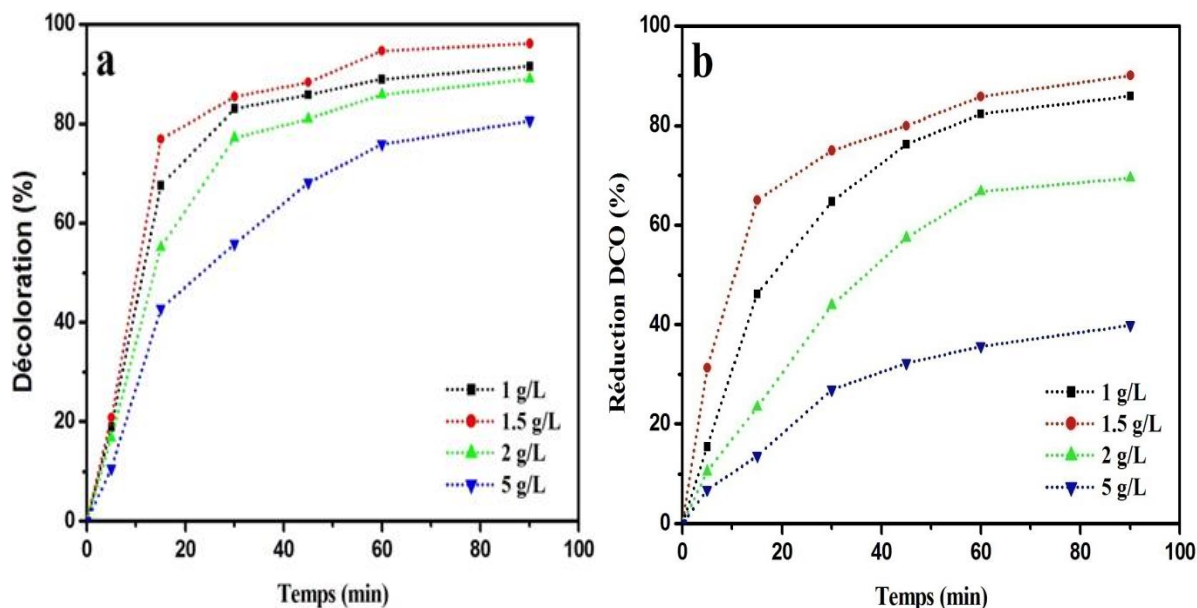 a
Décoloration (%)
100
80
60
40
20
0
1 g/L
1.5 g/L
2 g/L
5 g/L
0 20 40 60 80 100
Temps (min)
b
Réduction DCO (%)
100
80
60
40
20
0
1 g/L
1.5 g/L
2 g/L
5 g/L
0 20 40 60 80 100
Temps (min)